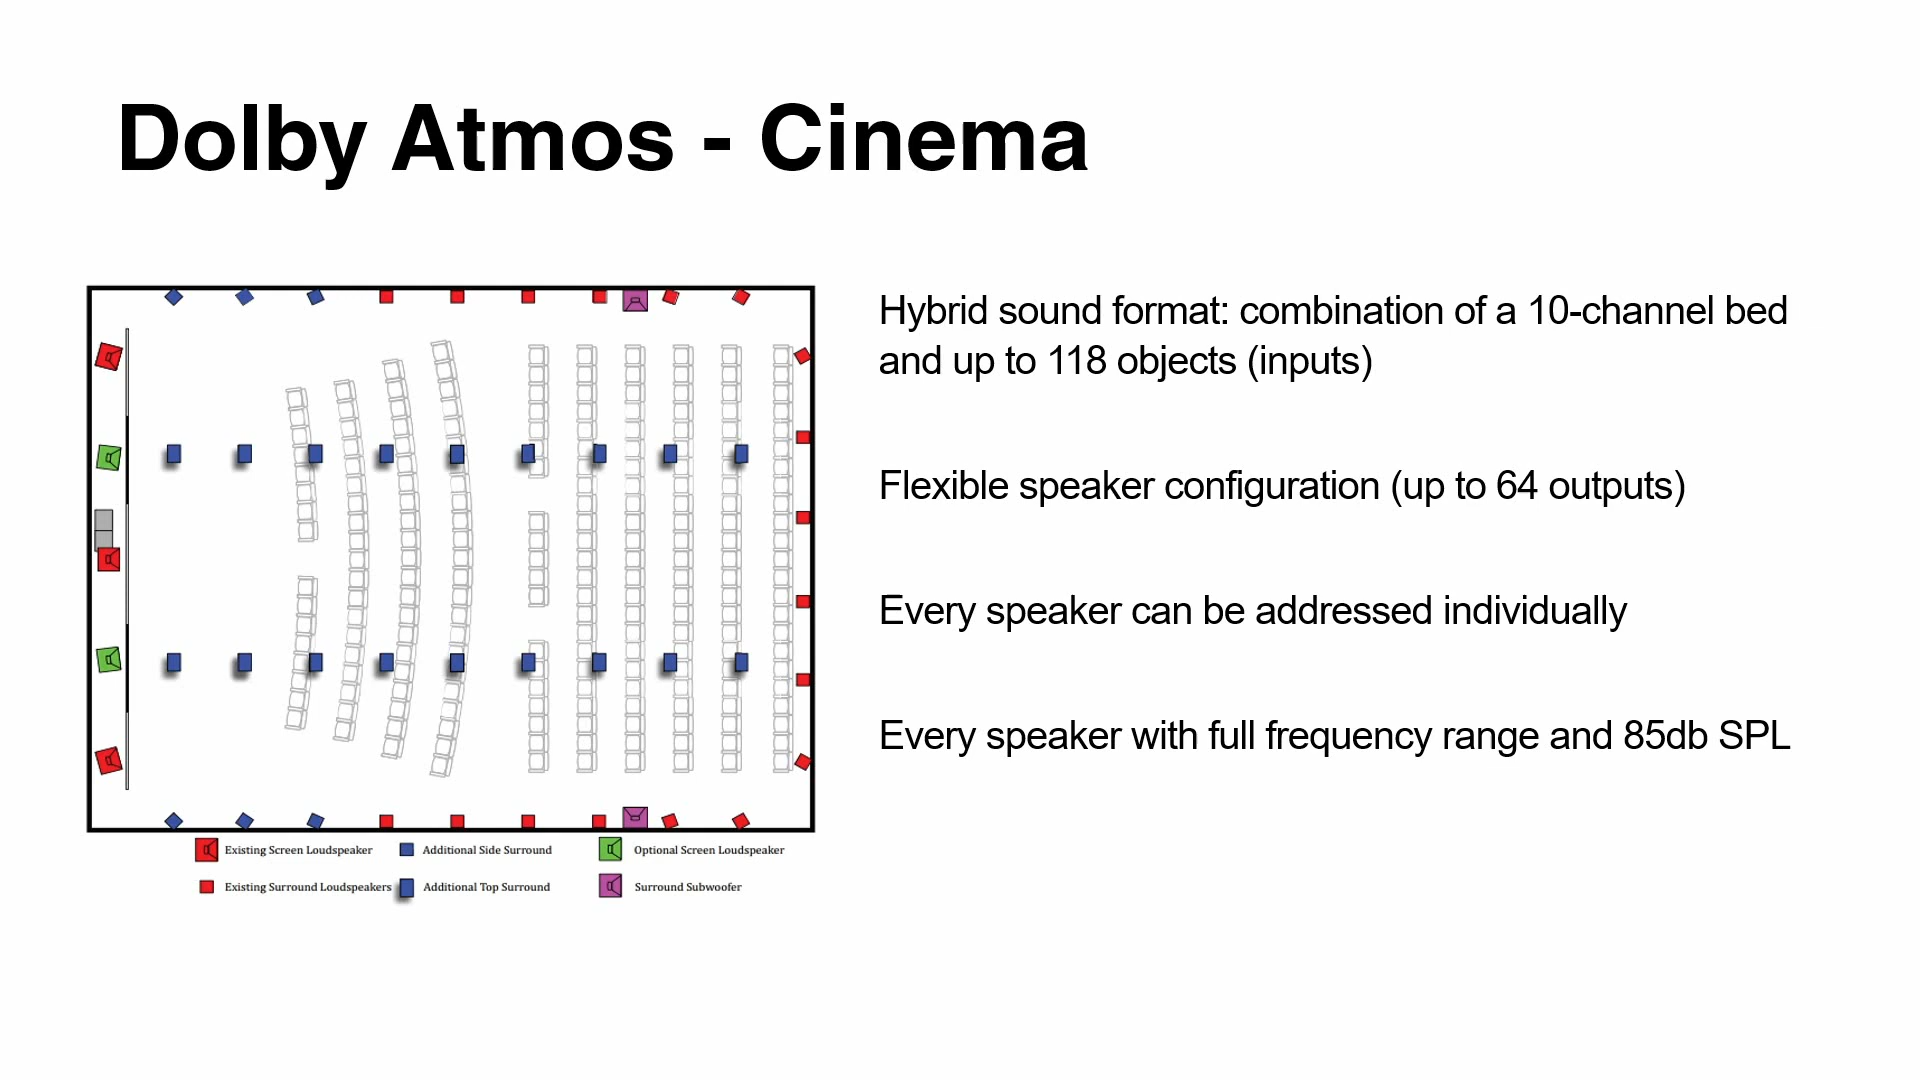 Dolby Atmos - Cinema
Hybrid sound format: combination of a 10-channel bed
and up to 118 objects (inputs)
Flexible speaker configuration (up to 64 outputs)
Every speaker can be addressed individually
Every speaker with full frequency range and 85db SPL
Existing Screen Loudspeaker
Additional Side Surround
Optional Screen Loudspeaker
Existing Surround Loudspeakers
Additional Top Surround
Surround Subwoofer